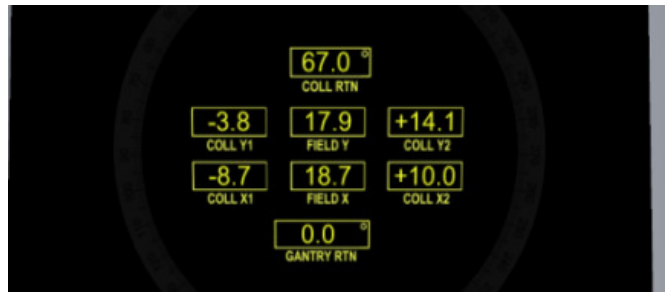 67.0 °
COLL RTN
-3.8 17.9 +14.1
COLL Y1 FIELD Y COLL Y2
-8.7 18.7 +10.0
COLL X1 FIELD X COLL X2
0.0 °
GANTRY RTN